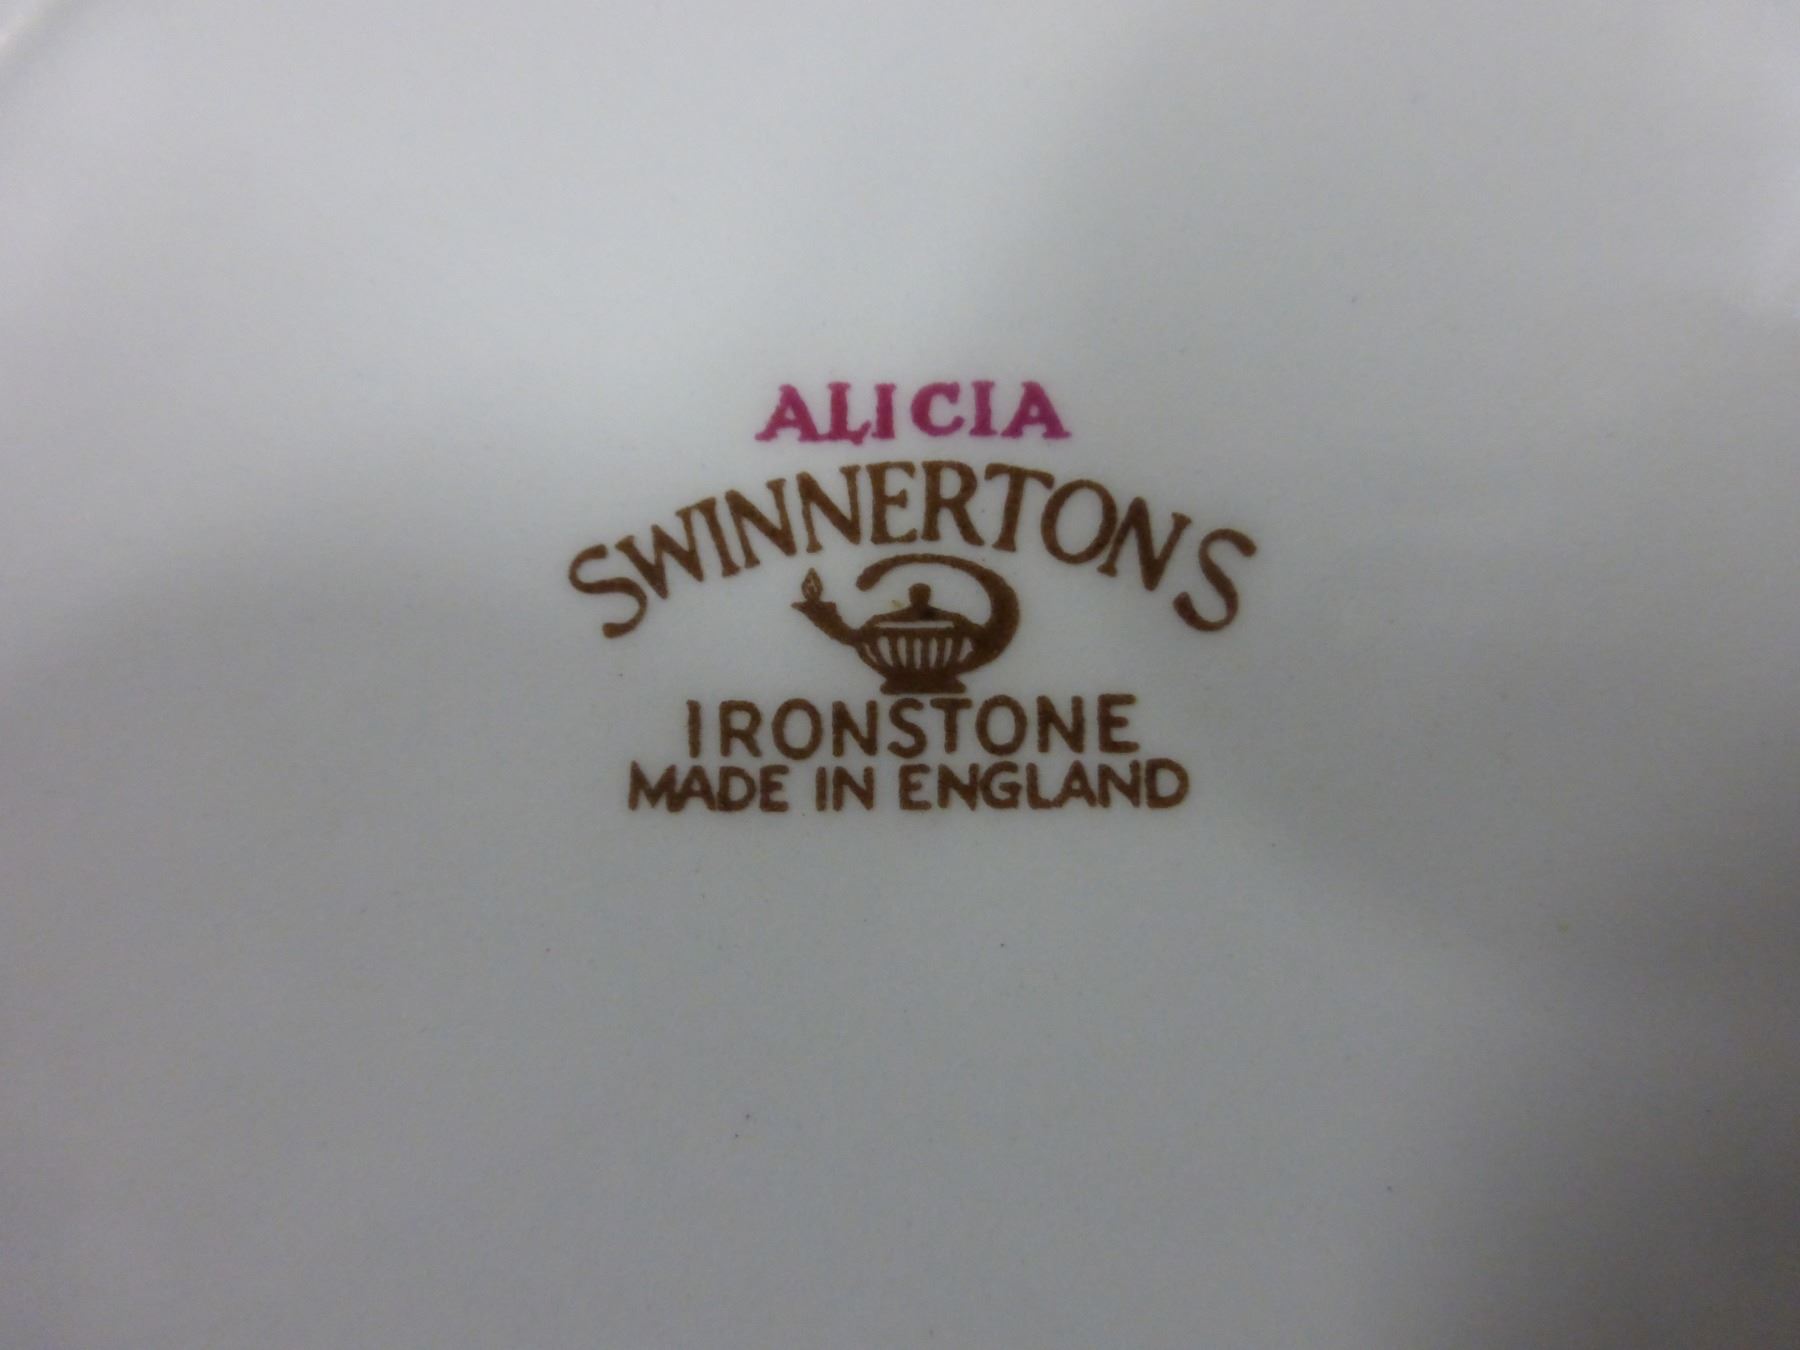 ALICIA
SWINNERTONS
IRONSTONE
MADE IN ENGLAND